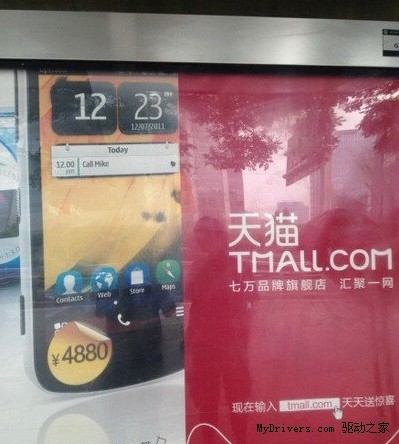 12 23
12/07/2011
Today
12.00 Call Mike
pm
Contacts Web Store Maps
¥4880
天猫
TMALL.COM
七万品牌旗舰店 汇聚一网
现在输入 tmall.com 天天送惊喜
MyDrivers.com 驱动之家